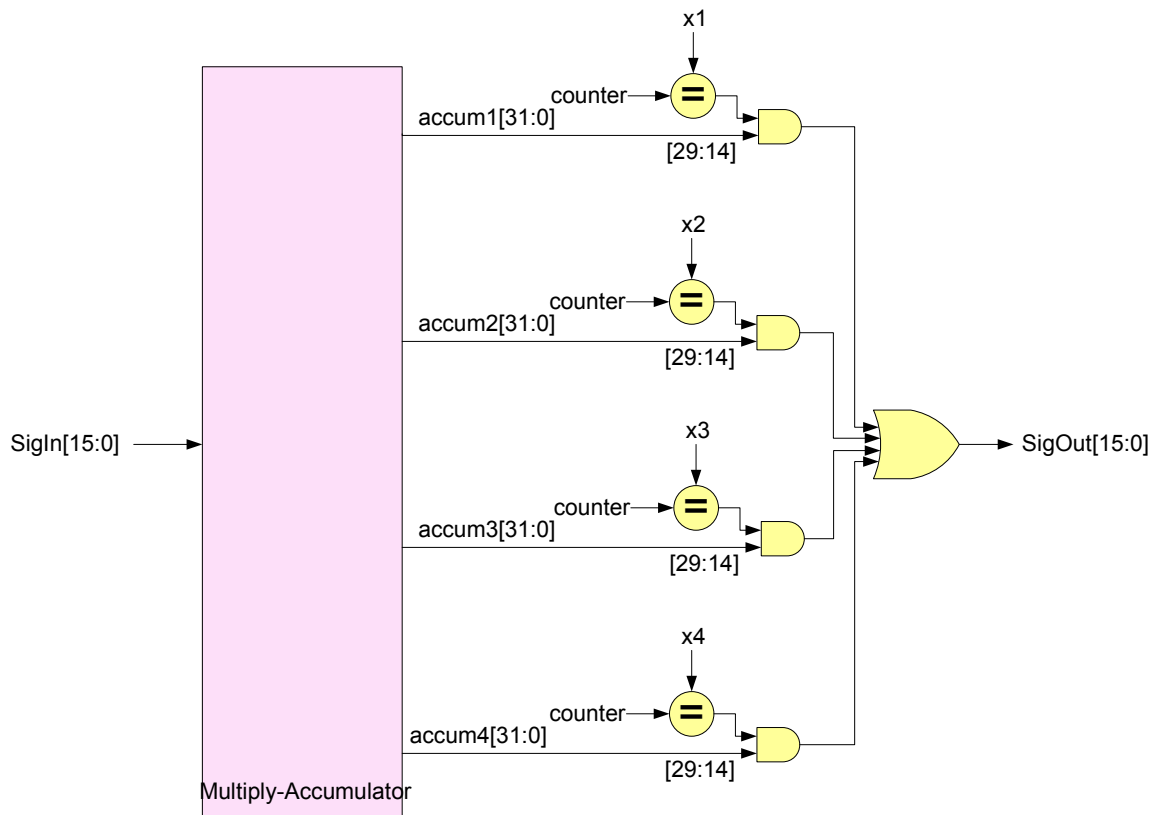 x1
counter
=
accum1[31:0]
[29:14]
x2
counter
=
accum2[31:0]
[29:14]
SigIn[15:0]
x3
SigOut[15:0]
counter
=
accum3[31:0]
[29:14]
x4
counter
=
accum4[31:0]
[29:14]
Multiply-Accumulator